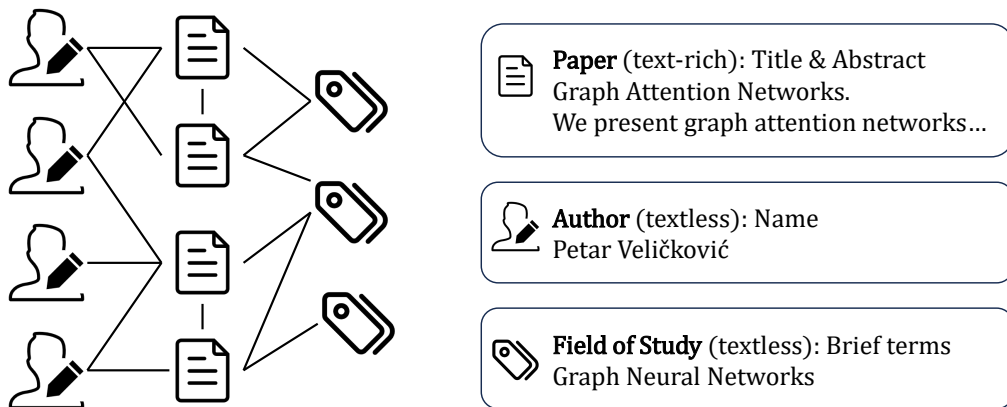 Paper (text-rich): Title & Abstract
Graph Attention Networks.
We present graph attention networks...
Author (textless): Name
Petar Veličković
Field of Study (textless): Brief terms
Graph Neural Networks